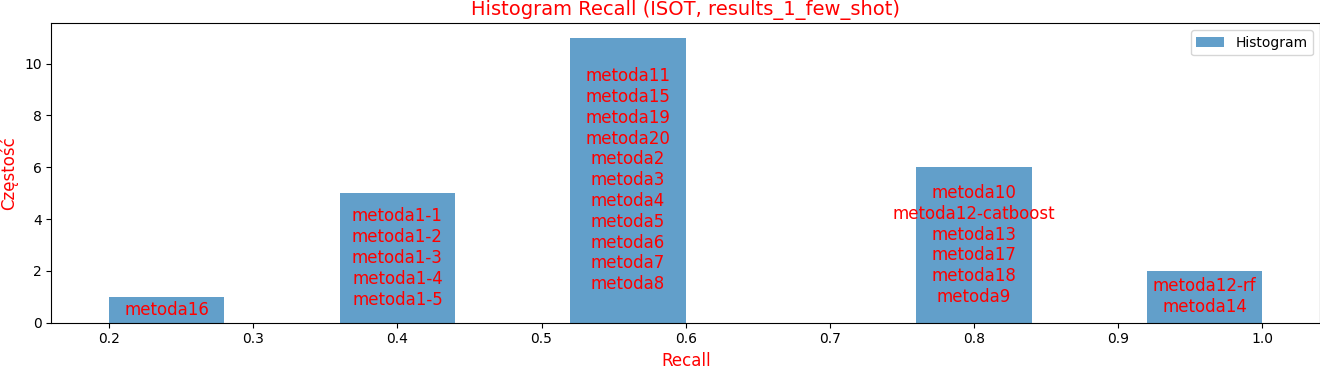 Histogram Recall (ISOT, results_1_few_shot)
Histogram
Częstość
10
8
6
4
2
0
metoda16
metoda1-1
metoda1-2
metoda1-3
metoda1-4
metoda1-5
metoda11
metoda15
metoda19
metoda20
metoda2
metoda3
metoda4
metoda5
metoda6
metoda7
metoda8
metoda10
metoda12-catboost
metoda13
metoda17
metoda18
metoda9
metoda12-rf
metoda14
0.2 0.3 0.4 0.5 0.6 0.7 0.8 0.9 1.0
Recall